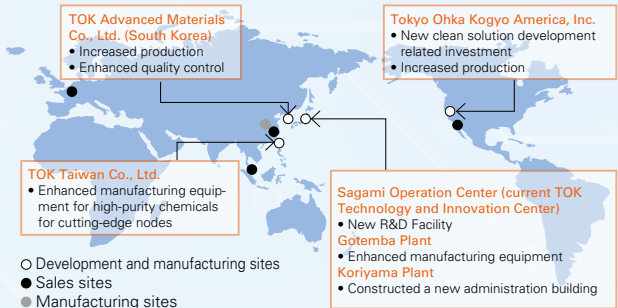 TOK Advanced Materials
Co., Ltd. (South Korea)
• Increased production
• Enhanced quality control
Tokyo Ohka Kogyo America, Inc.
• New clean solution development
related investment
• Increased production
TOK Taiwan Co., Ltd.
• Enhanced manufacturing equip-
ment for high-purity chemicals
for cutting-edge nodes
Sagami Operation Center (current TOK
Technology and Innovation Center)
• New R&D Facility
Gotemba Plant
• Enhanced manufacturing equipment
Koriyama Plant
• Constructed a new administration building
Development and manufacturing sites
Sales sites
Manufacturing sites